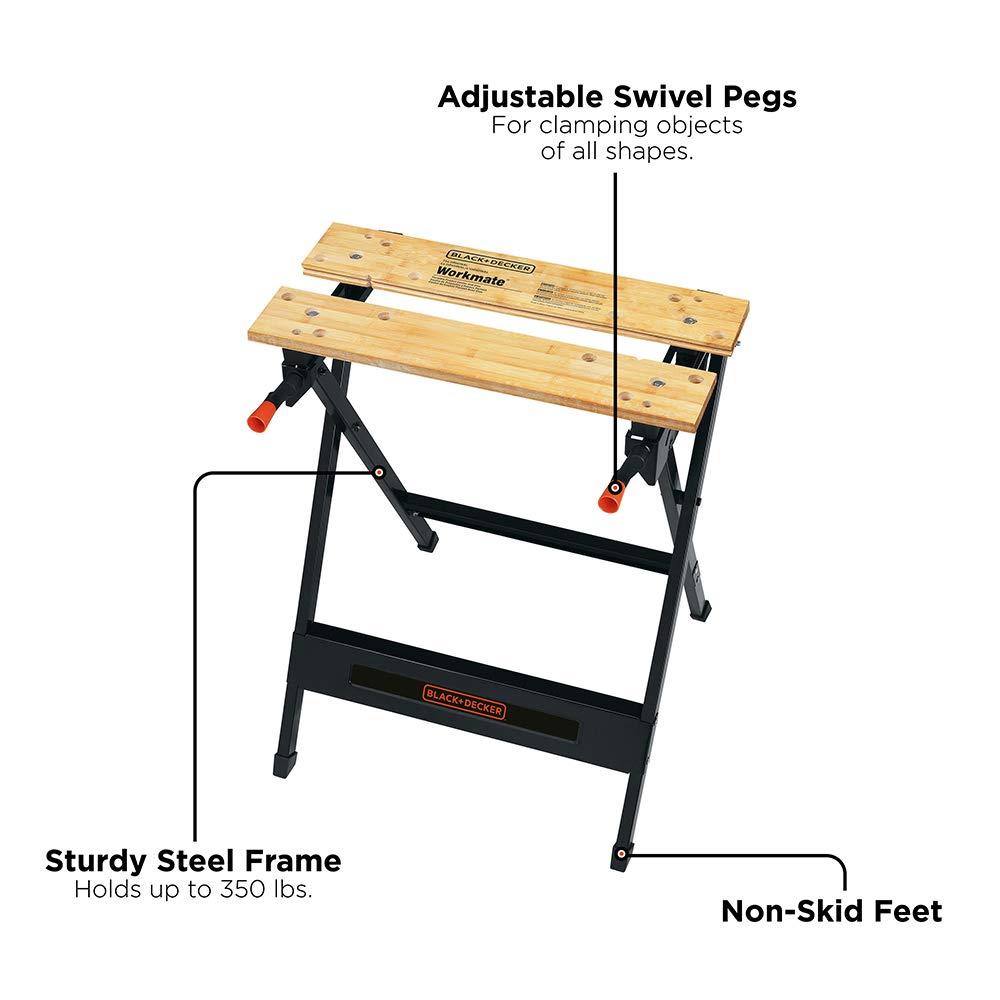 Adjustable Swivel Pegs
For clamping objects
of all shapes.
BLACK+DECKER
Workmate
BLACK+DECKER
Sturdy Steel Frame
Holds up to 350 lbs.
Non-Skid Feet